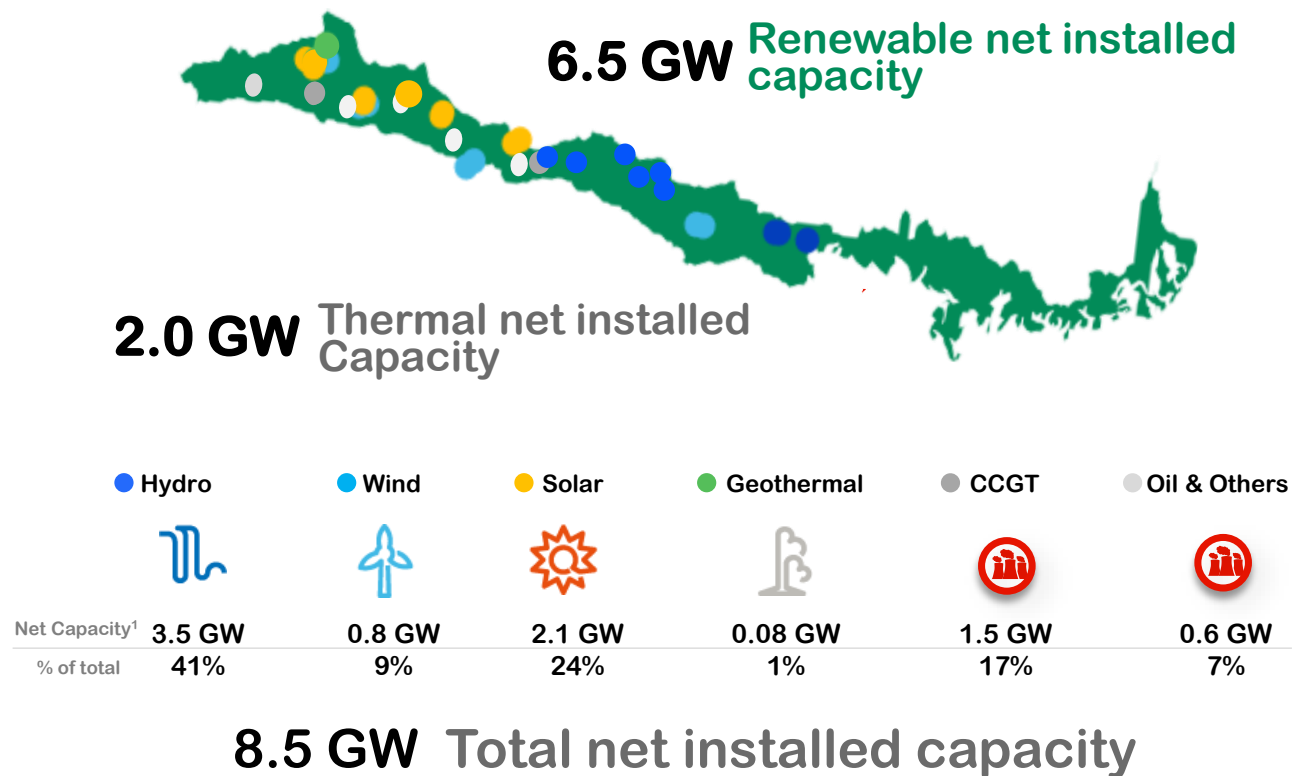 6.5 GW
Renewable net installed
capacity
2.0 GW
Thermal net installed
Capacity
Hydro
Wind
Solar
Geothermal
CCGT
Oil & Others
Net Capacity¹ 3.5 GW 0.8 GW 2.1 GW 0.08 GW 1.5 GW 0.6 GW
% of total 41% 9% 24% 1% 17% 7%
8.5 GW Total net installed capacity